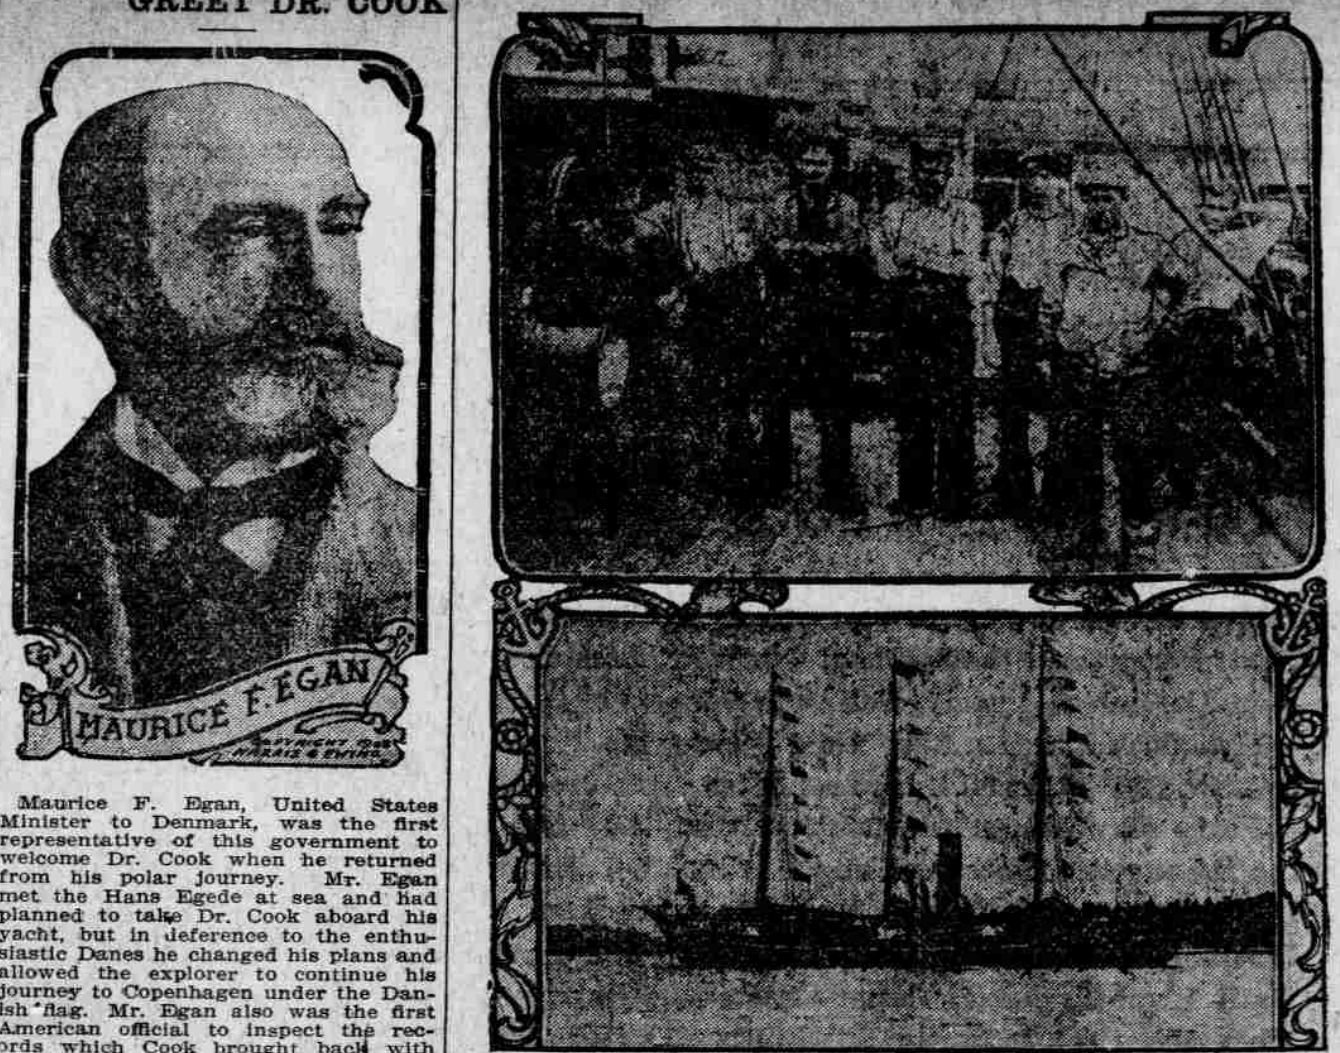 GREET DR. COOK
MAURICE F. EGAN
COPYRIGHT
HARRIS & EWING
Maurice F. Egan, United States
Minister to Denmark, was the first
representative of this government to
welcome Dr. Cook when he returned
from his polar journey. Mr. Egan
met the Hans Egede at sea and had
planned to take Dr. Cook aboard his
yacht, but in deference to the enthu-
siastic Danes he changed his plans and
allowed the explorer to continue his
journey to Copenhagen under the Dan-
ish flag. Mr. Egan also was the first
American official to inspect the rec-
ords which Cook brought back with